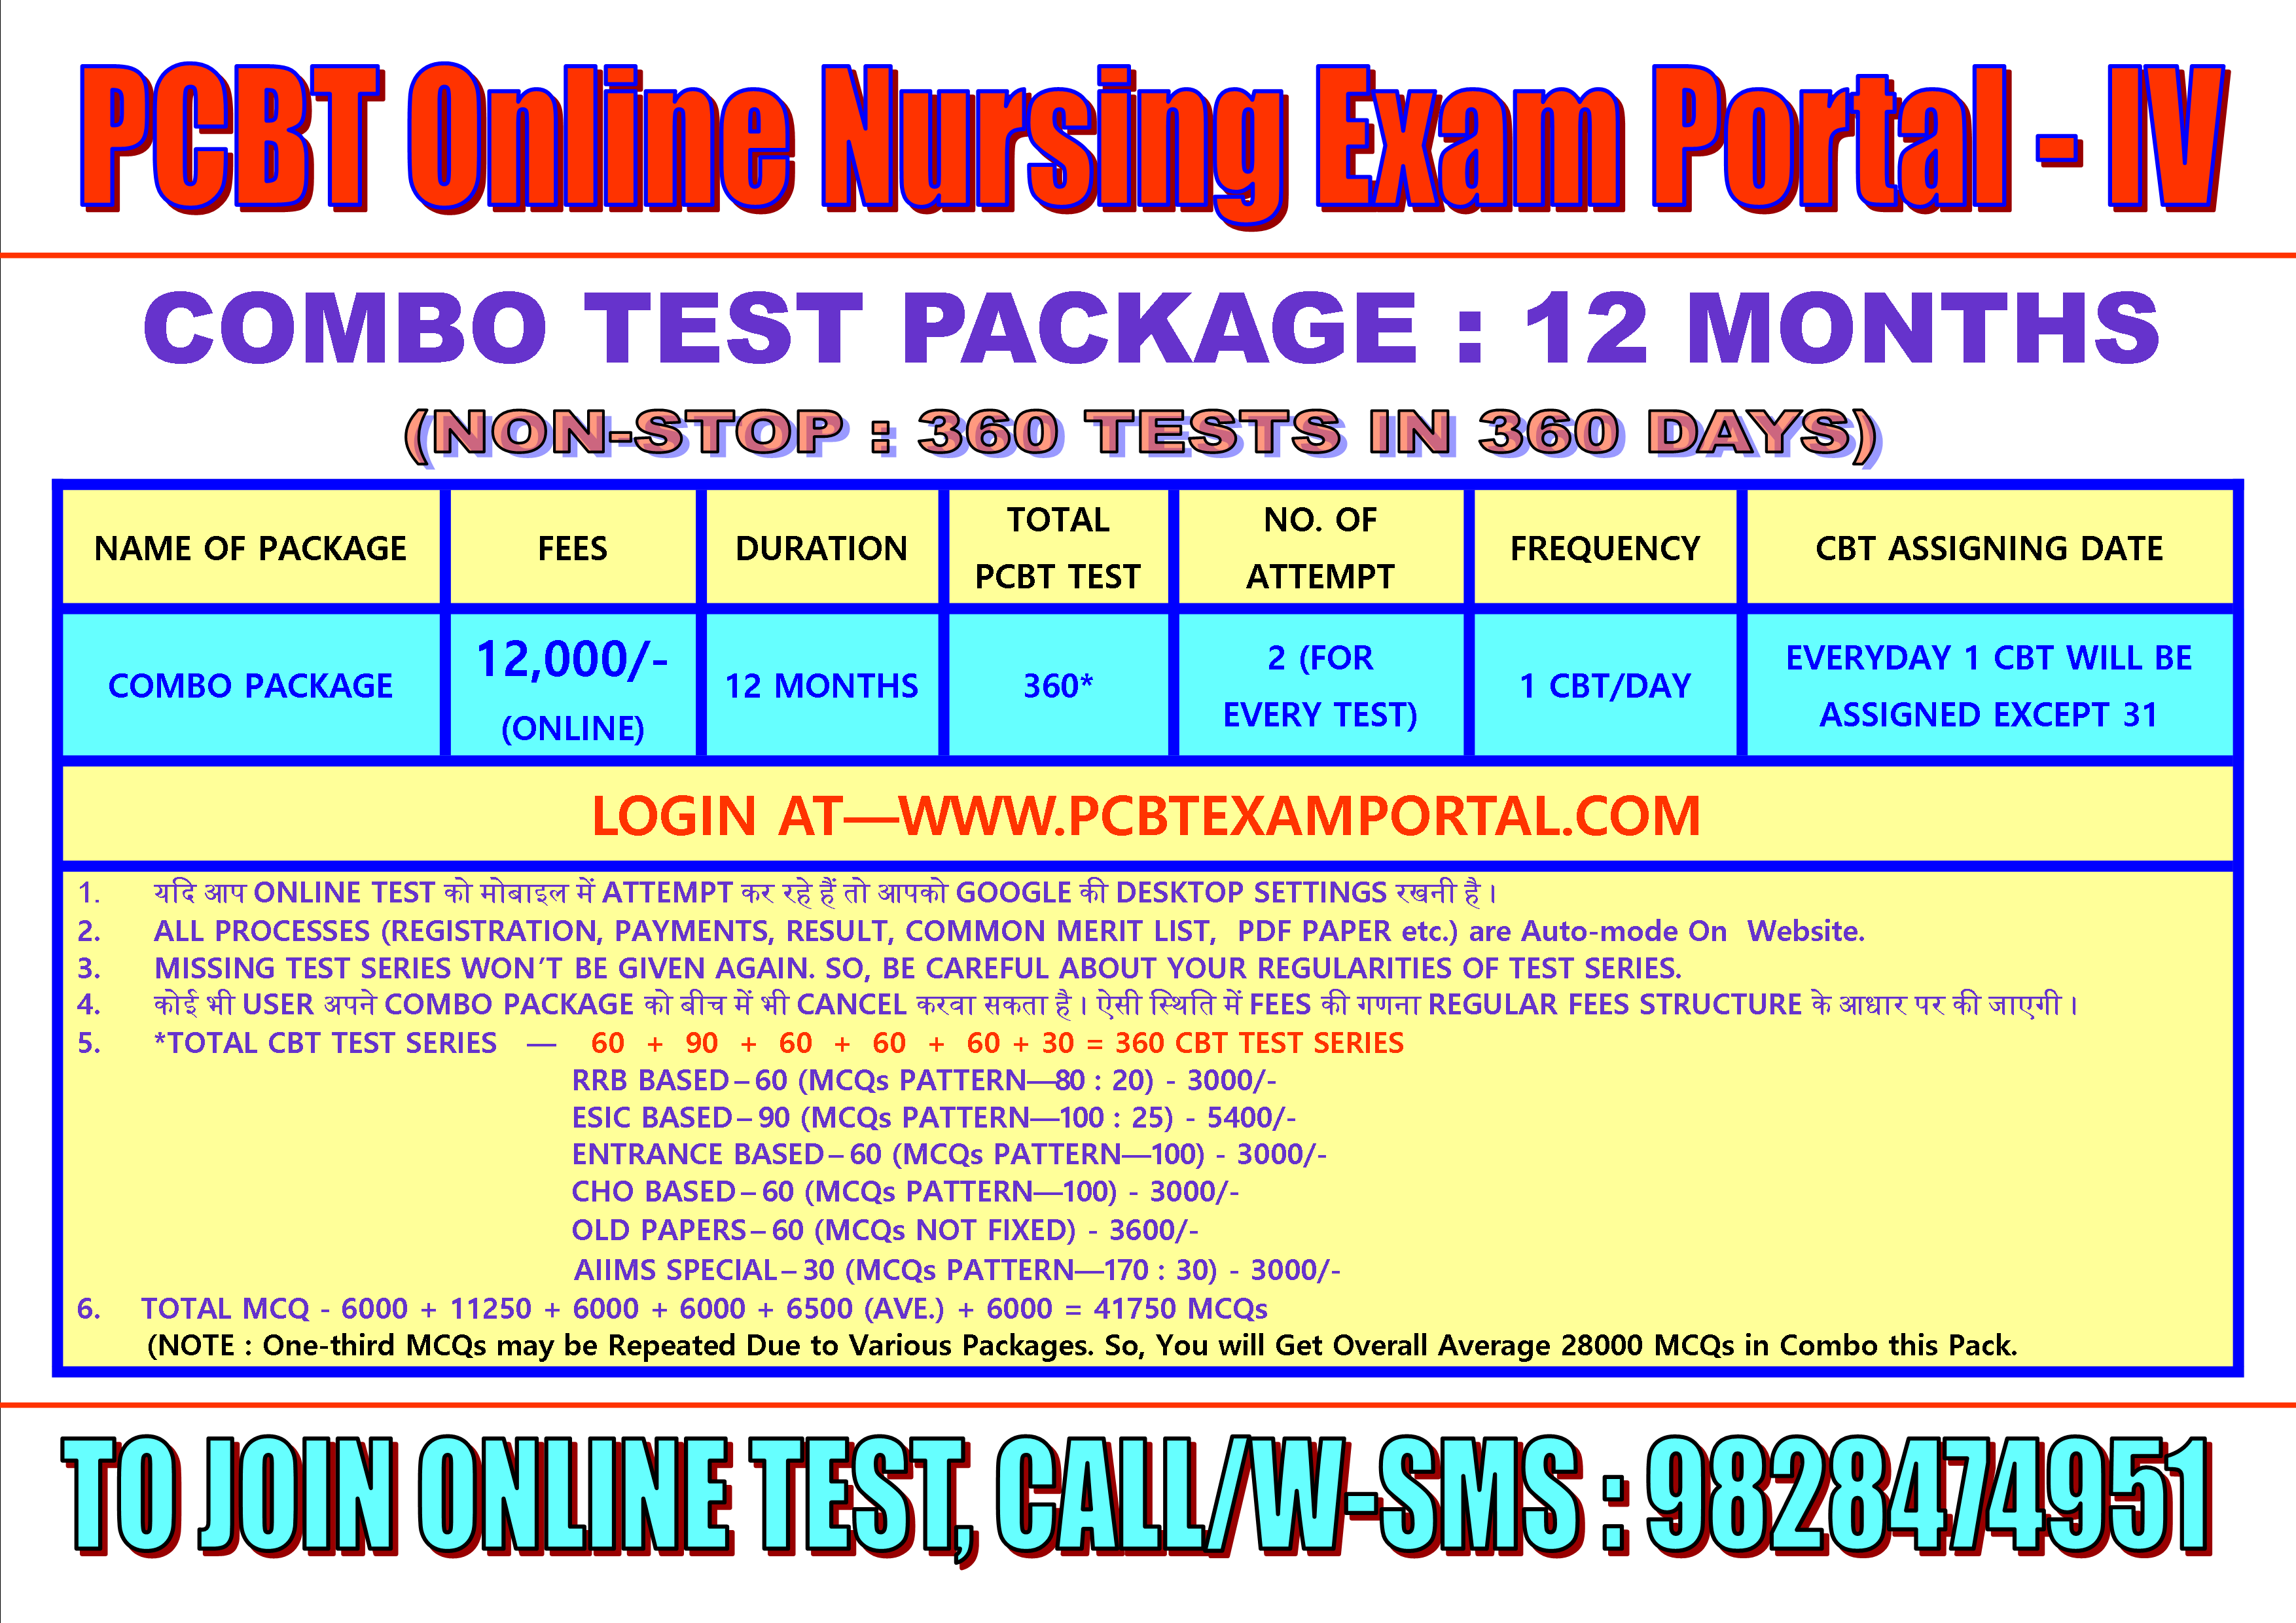 PCBT Online Nursing Exam Portal - IV
COMBO TEST PACKAGE : 12 MONTHS
(NON-STOP : 360 TESTS IN 360 DAYS)
NAME OF PACKAGE
FEES
DURATION
TOTAL
PCBT TEST
NO. OF
ATTEMPT
FREQUENCY
CBT ASSIGNING DATE
COMBO PACKAGE
12,000/-
(ONLINE)
12 MONTHS
360*
2 (FOR
EVERY TEST)
1 CBT/DAY
EVERYDAY 1 CBT WILL BE
ASSIGNED EXCEPT 31
LOGIN AT—WWW.PCBTEXAMPORTAL.COM
1. यदि आप ONLINE TEST को मोबाइल में ATTEMPT कर रहे हैं तो आपको GOOGLE की DESKTOP SETTINGS रखनी है।
2. ALL PROCESSES (REGISTRATION, PAYMENTS, RESULT, COMMON MERIT LIST, PDF PAPER etc.) are Auto-mode On Website.
3. MISSING TEST SERIES WON'T BE GIVEN AGAIN. SO, BE CAREFUL ABOUT YOUR REGULARITIES OF TEST SERIES.
4. कोई भी USER अपने COMBO PACKAGE को बीच में भी CANCEL करवा सकता है। ऐसी स्थिति में FEES की गणना REGULAR FEES STRUCTURE के आधार पर की जाएगी।
5. *TOTAL CBT TEST SERIES — 60 + 90 + 60 + 60 + 60 + 30 = 360 CBT TEST SERIES
RRB BASED–60 (MCQs PATTERN—80 : 20) - 3000/-
ESIC BASED–90 (MCQs PATTERN—100 : 25) - 5400/-
ENTRANCE BASED–60 (MCQs PATTERN—100) - 3000/-
CHO BASED–60 (MCQs PATTERN—100) - 3000/-
OLD PAPERS–60 (MCQs NOT FIXED) - 3600/-
AIIMS SPECIAL–30 (MCQs PATTERN—170 : 30) - 3000/-
6. TOTAL MCQ - 6000 + 11250 + 6000 + 6000 + 6500 (AVE.) + 6000 = 41750 MCQs
(NOTE : One-third MCQs may be Repeated Due to Various Packages. So, You will Get Overall Average 28000 MCQs in Combo this Pack.
TO JOIN ONLINE TEST, CALL/W-SMS : 9828474951